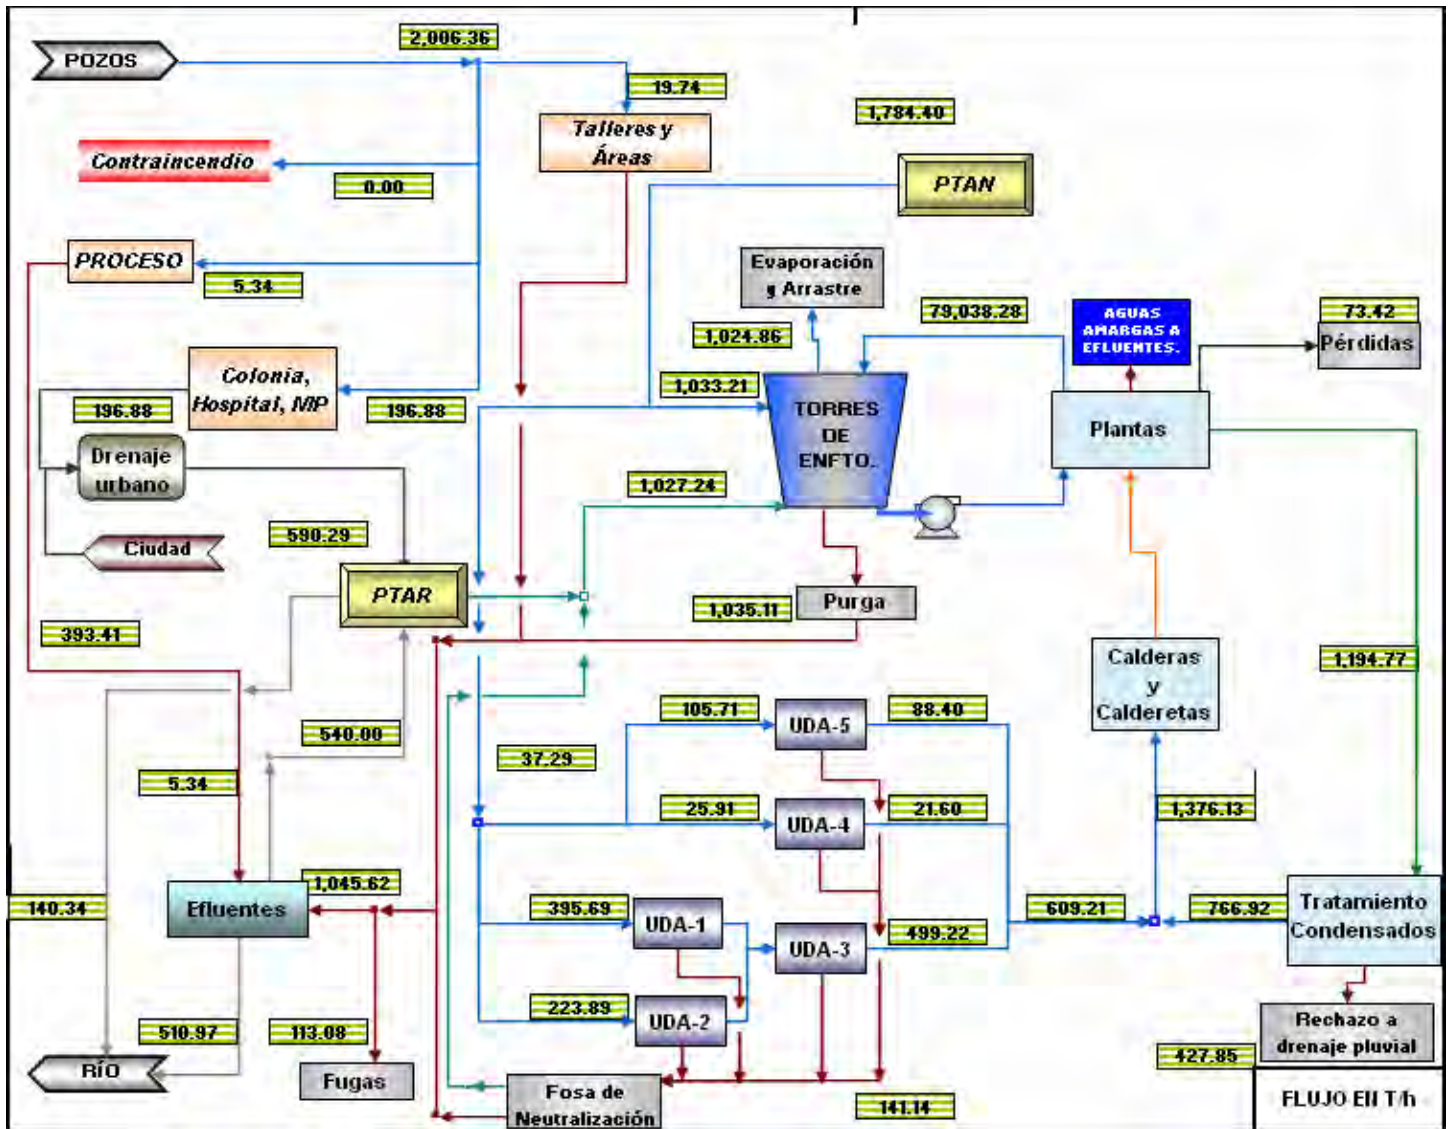 2,006.36
POZOS
19.74
1,784.40
Talleres y
Áreas
Contraincendio
0.00
PTAN
PROCESO
5.34
Evaporación
y Arrastre
79,038.28
AGUAS
AMARGAS A
EFLUENTES.
73.42
Pérdidas
1,024.86
Colonia,
Hospital, MP
196.88
196.88
1,033.21
TORRES
DE
ENFTO.
Plantas
Drenaje
urbano
1,027.24
Ciudad
590.29
PTAR
1,035.11
Purga
393.41
Calderas
y
Calderetas
1,194.77
105.71
UDA-5
88.40
540.00
37.29
5.34
25.91
UDA-4
21.60
1,376.13
1,045.62
140.34
Efluentes
395.69
UDA-1
UDA-3
499.22
609.21
766.92
Tratamiento
Condensados
510.97
113.08
223.89
UDA-2
Rechazo a
drenaje pluvial
427.85
RÍO
Fugas
Fosa de
Neutralización
141.14
FLUJO EN T/h